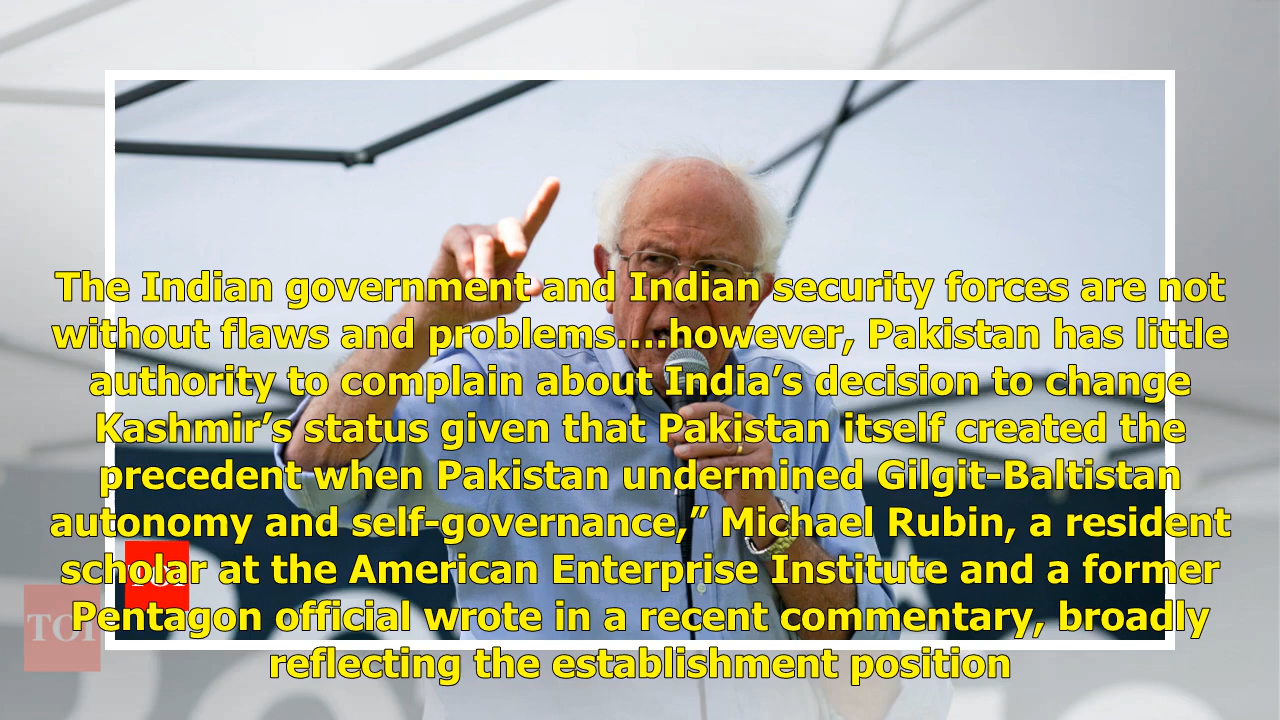 The Indian government and Indian security forces are not
without flaws and problems....however, Pakistan has little
authority to complain about India’s decision to change
Kashmir’s status given that Pakistan itself created the
precedent when Pakistan undermined Gilgit-Baltistan
autonomy and self-governance,” Michael Rubin, a resident
scholar at the American Enterprise Institute and a former
Pentagon official wrote in a recent commentary, broadly
reflecting the establishment position
TOI